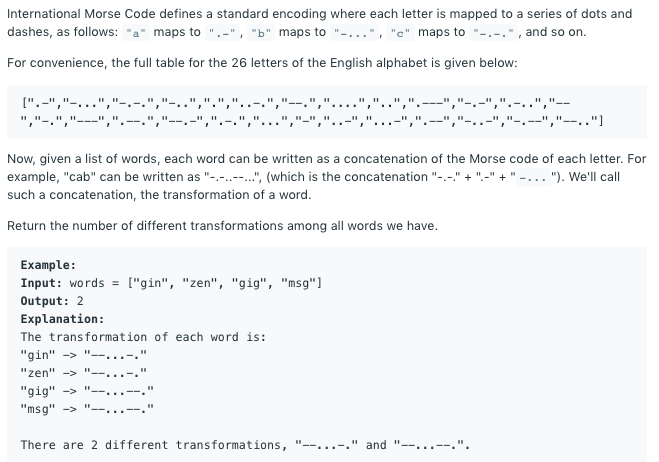 International Morse Code defines a standard encoding where each letter is mapped to a series of dots and
dashes, as follows: "a" maps to ".-", "b" maps to "-...", "c" maps to "-.-.", and so on.
For convenience, the full table for the 26 letters of the English alphabet is given below:
[".-","-...","-.-.","-..",".","..-.","--.","....","..",".---","-.-",".-..","--
","-.","---",".--.","--.-",".-.","...","-","..-","...-",".--","-..-","-.--","--.."]
Now, given a list of words, each word can be written as a concatenation of the Morse code of each letter. For
example, "cab" can be written as "-.-..--...", (which is the concatenation "-.-." + ".-" + "-..."). We'll call
such a concatenation, the transformation of a word.
Return the number of different transformations among all words we have.
Example:
Input: words = ["gin", "zen", "gig", "msg"]
Output: 2
Explanation:
The transformation of each word is:
"gin" -> "--...-."
"zen" -> "--...-."
"gig" -> "--...--."
"msg" -> "--...--."
There are 2 different transformations, "--...-." and "--...--.".